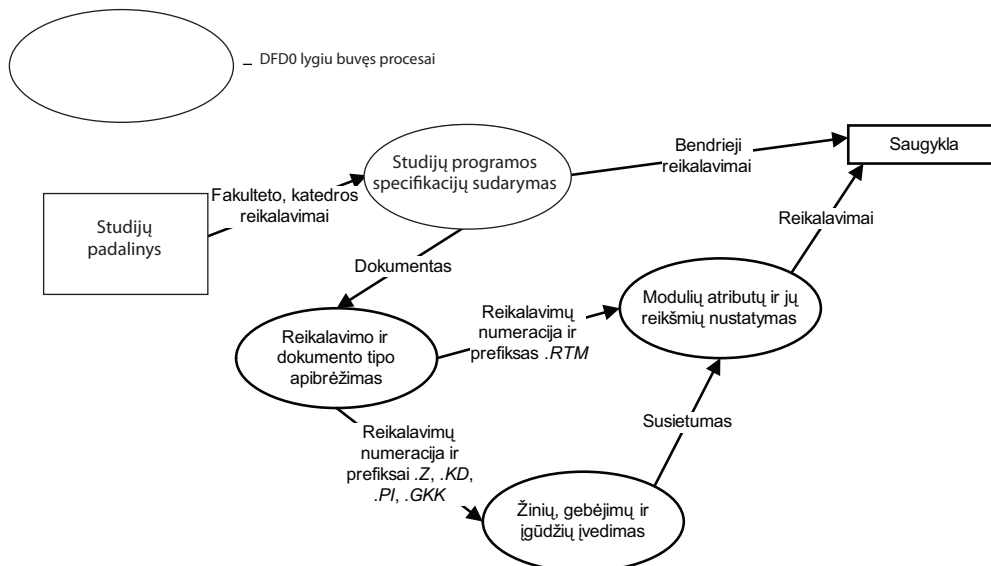 – DFD0 lygiu buvęs procesai
Studijų programos
specifikacijų sudarymas
Bendrieji
reikalavimai
Saugykla
Fakulteto, katedros
reikalavimai
Studijų
padalinys
Reikalavimai
Dokumentas
Modulių atributų ir jų
reikšmių nustatymas
Reikalavimų
numeracija ir
prefiksas .RTM
Reikalavimo ir
dokumento tipo
apibrėžimas
Susietumas
Reikalavimų
numeracija ir
prefiksai .Z, .KD,
.PI, .GKK
Žinių, gebėjimų ir
įgūdžių įvedimas